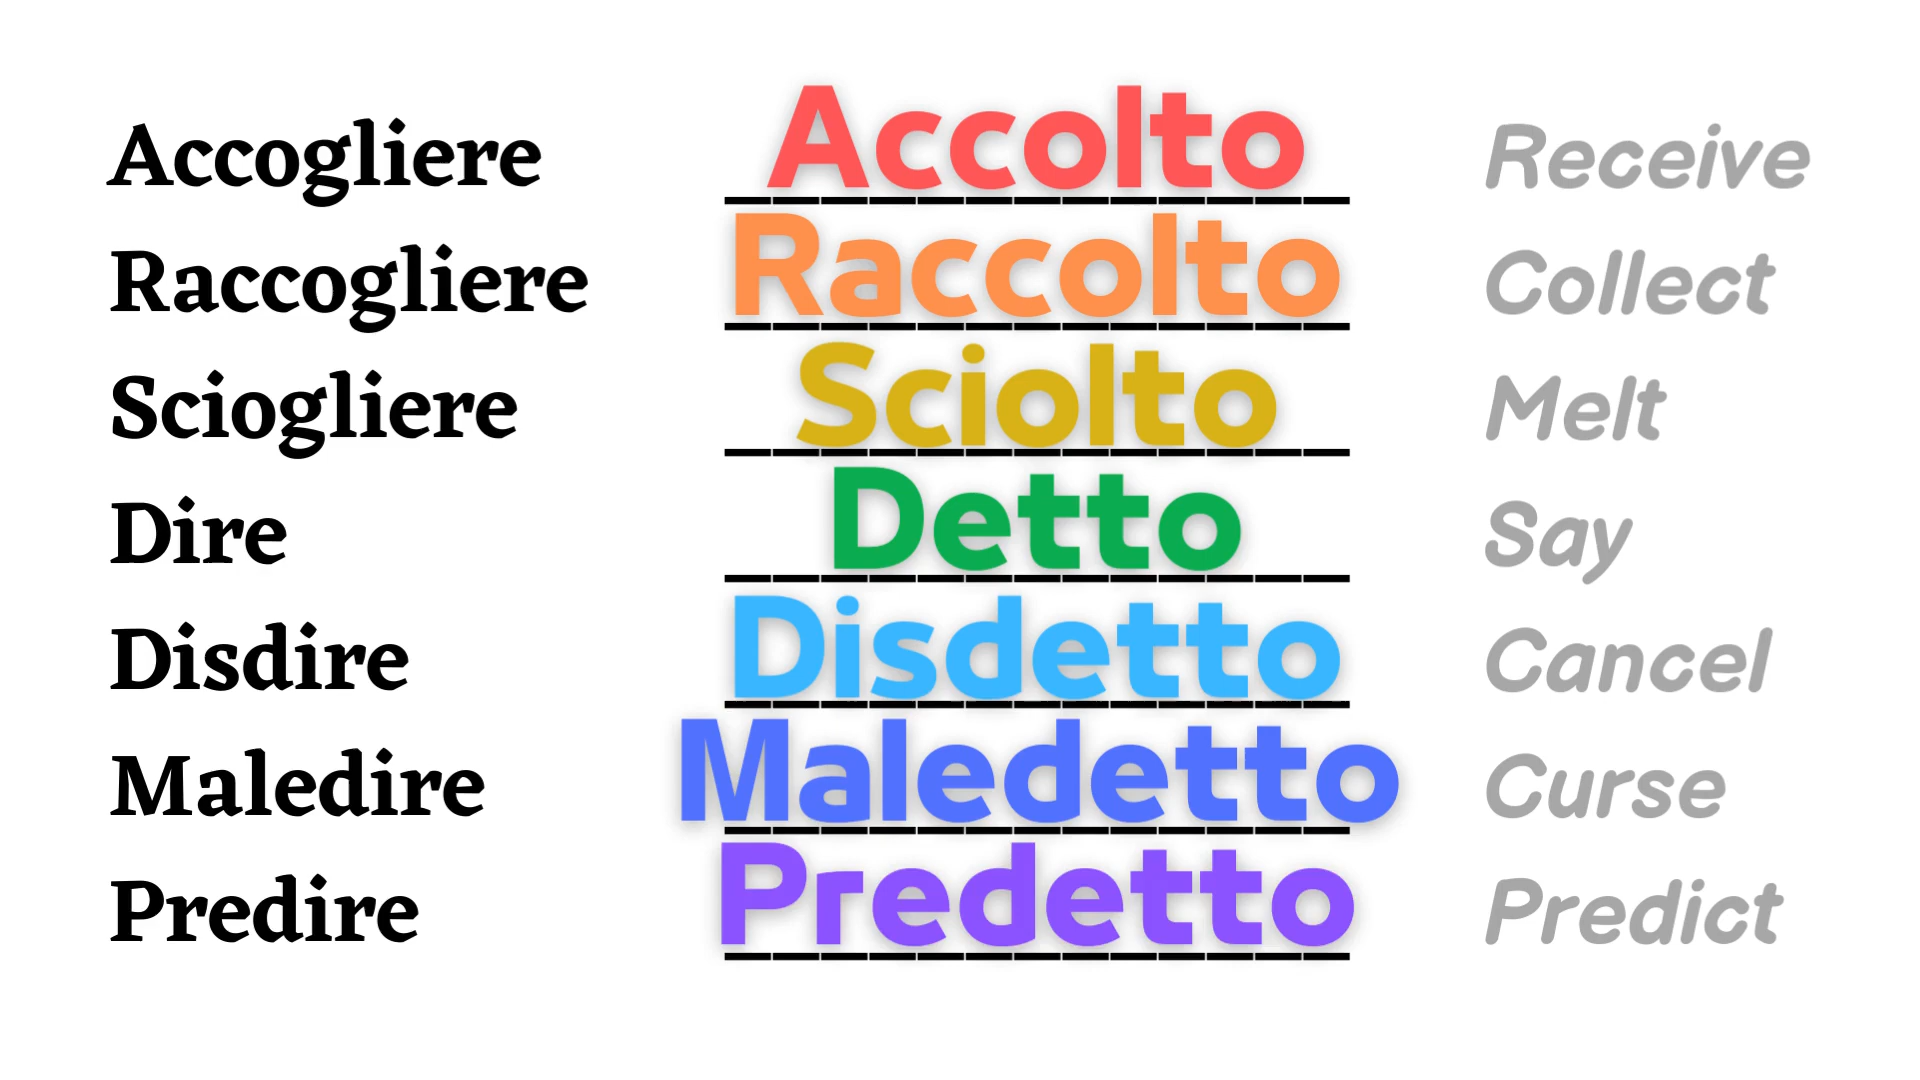 Accogliere Accolto Receive
Raccogliere Raccolto Collect
Sciogliere Sciolto Melt
Dire Detto Say
Disdire Disdetto Cancel
Maledire Maledetto Curse
Predire Predetto Predict